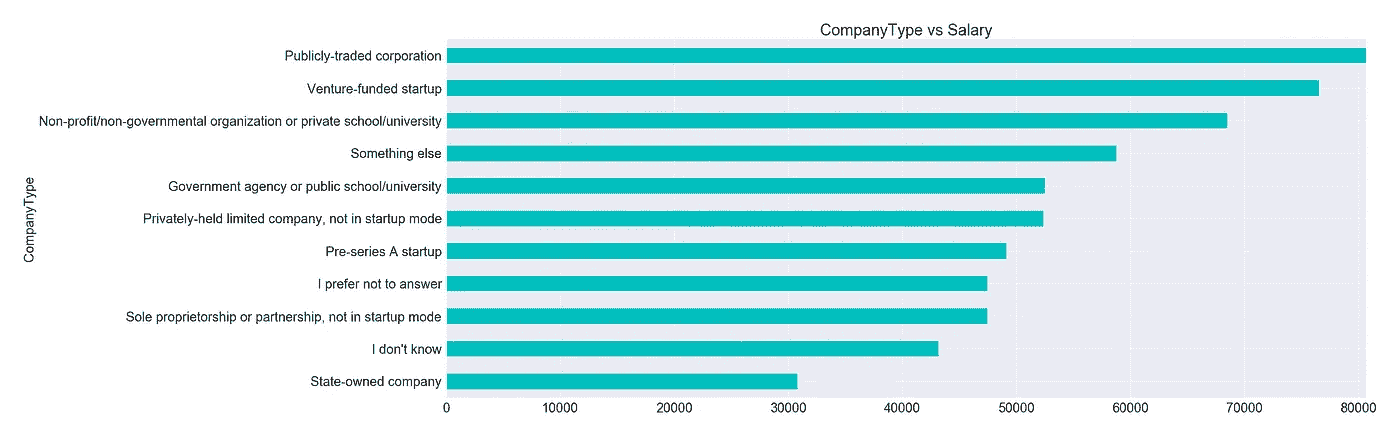 CompanyType vs Salary
Publicly-traded corporation
Venture-funded startup
Non-profit/non-governmental organization or private school/university
Something else
Government agency or public school/university
Privately-held limited company, not in startup mode
Pre-series A startup
I prefer not to answer
Sole proprietorship or partnership, not in startup mode
I don't know
State-owned company
CompanyType
0 10000 20000 30000 40000 50000 60000 70000 80000